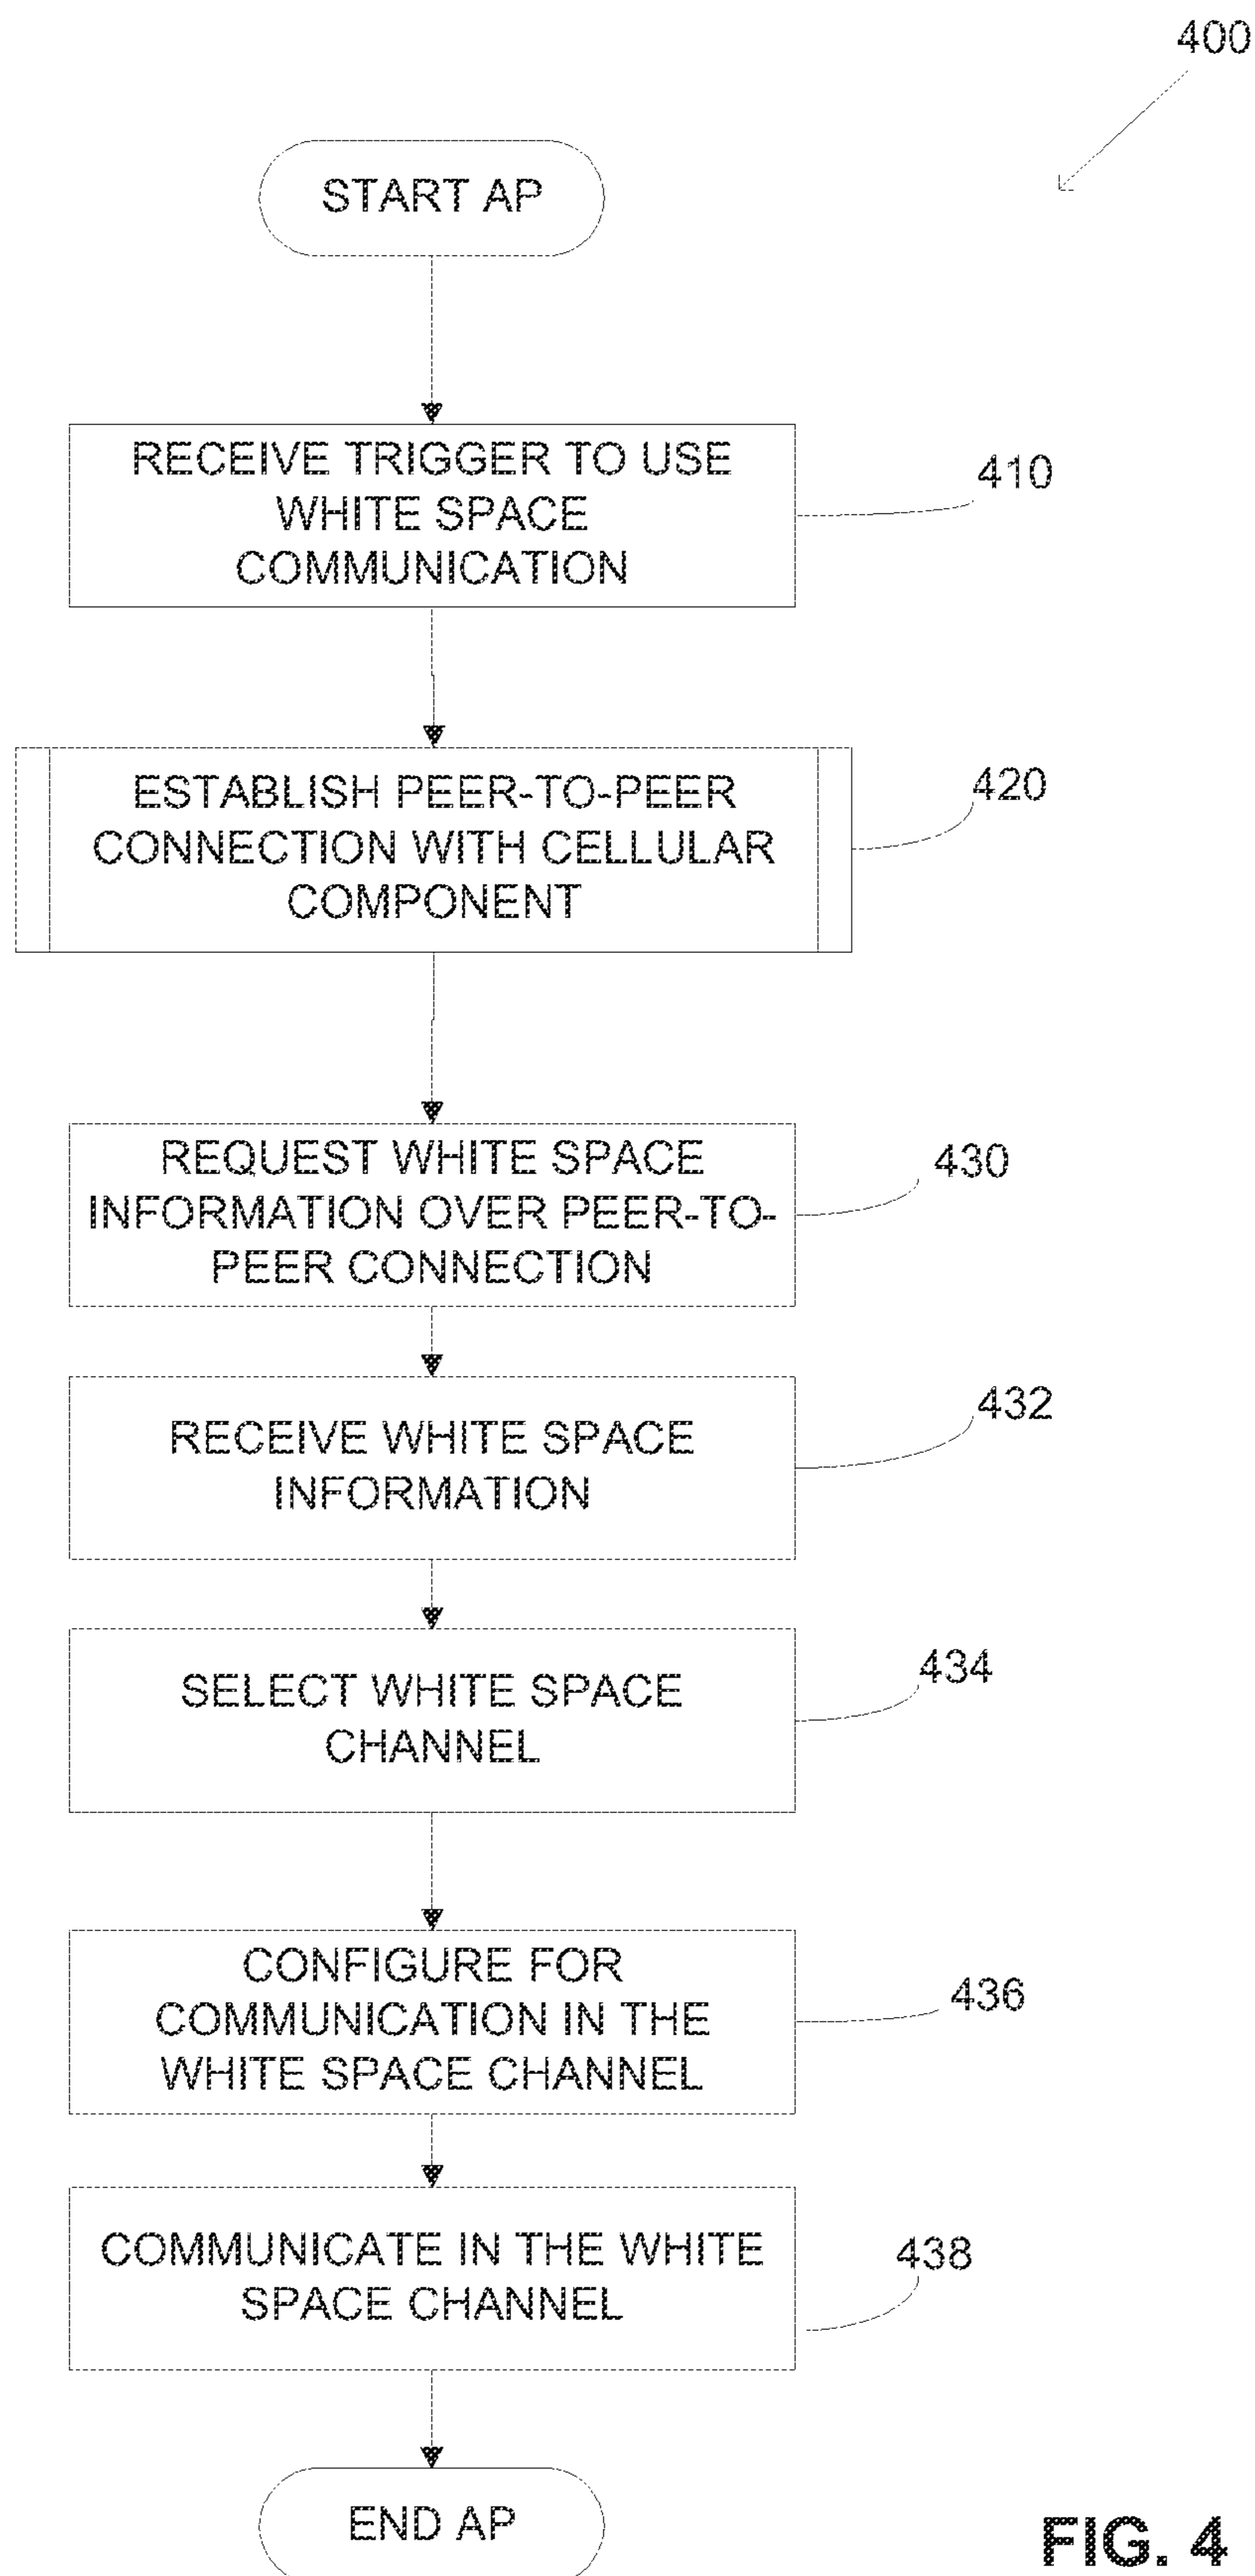 400
START AP
RECEIVE TRIGGER TO USE
WHITE SPACE
COMMUNICATION
410
ESTABLISH PEER-TO-PEER
CONNECTION WITH CELLULAR
COMPONENT
420
REQUEST WHITE SPACE
INFORMATION OVER PEER-TO-
PEER CONNECTION
430
RECEIVE WHITE SPACE
INFORMATION
432
SELECT WHITE SPACE
CHANNEL
434
CONFIGURE FOR
COMMUNICATION IN THE
WHITE SPACE CHANNEL
436
COMMUNICATE IN THE WHITE
SPACE CHANNEL
438
END AP
FIG. 4